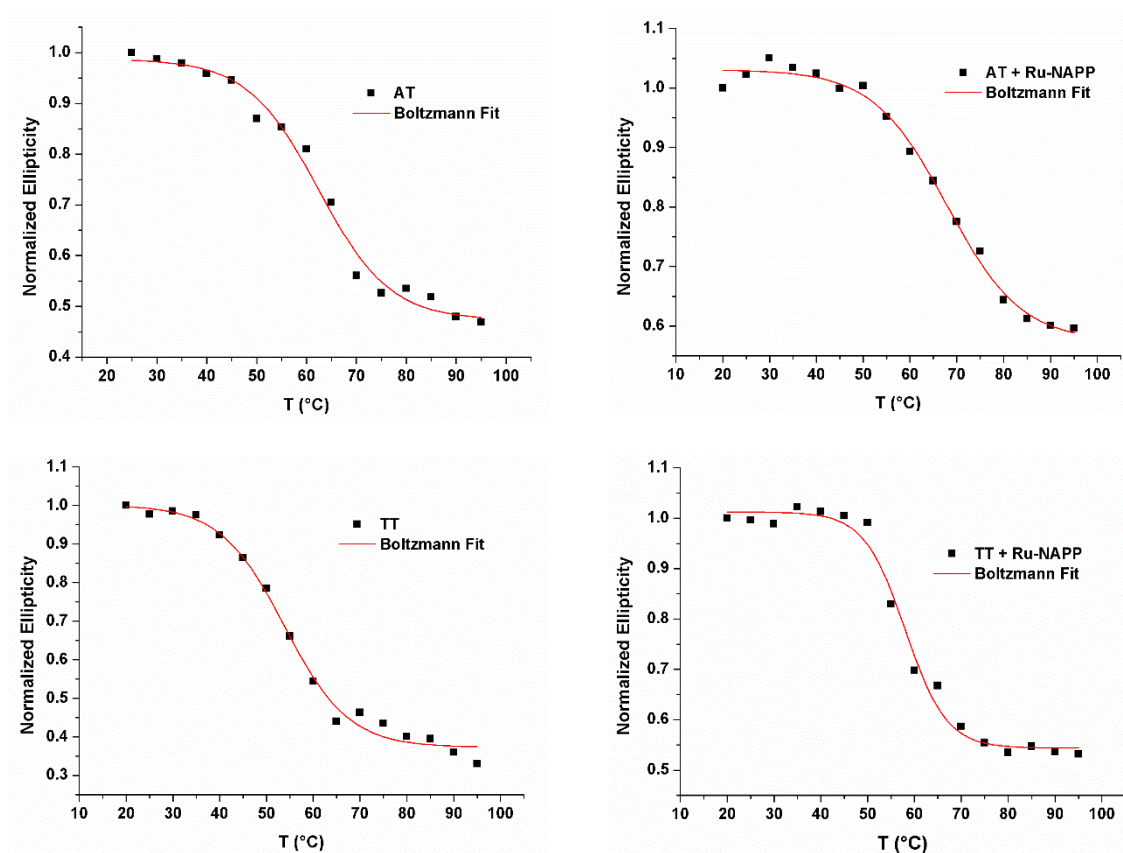 1.0
0.9
0.8
0.7
0.6
0.5
0.4
Normalized Ellipticity
AT
Boltzmann Fit
20 30 40 50 60 70 80 90 100
T (°C)
1.1
1.0
0.9
0.8
0.7
0.6
Normalized Ellipticity
AT + Ru-NAPP
Boltzmann Fit
10 20 30 40 50 60 70 80 90 100
T (°C)
1.1
1.0
0.9
0.8
0.7
0.6
0.5
0.4
0.3
Normalized Ellipticity
TT
Boltzmann Fit
10 20 30 40 50 60 70 80 90 100
T (°C)
1.1
1.0
0.9
0.8
0.7
0.6
0.5
Normalized Ellipticity
TT + Ru-NAPP
Boltzmann Fit
10 20 30 40 50 60 70 80 90 100
T (°C)